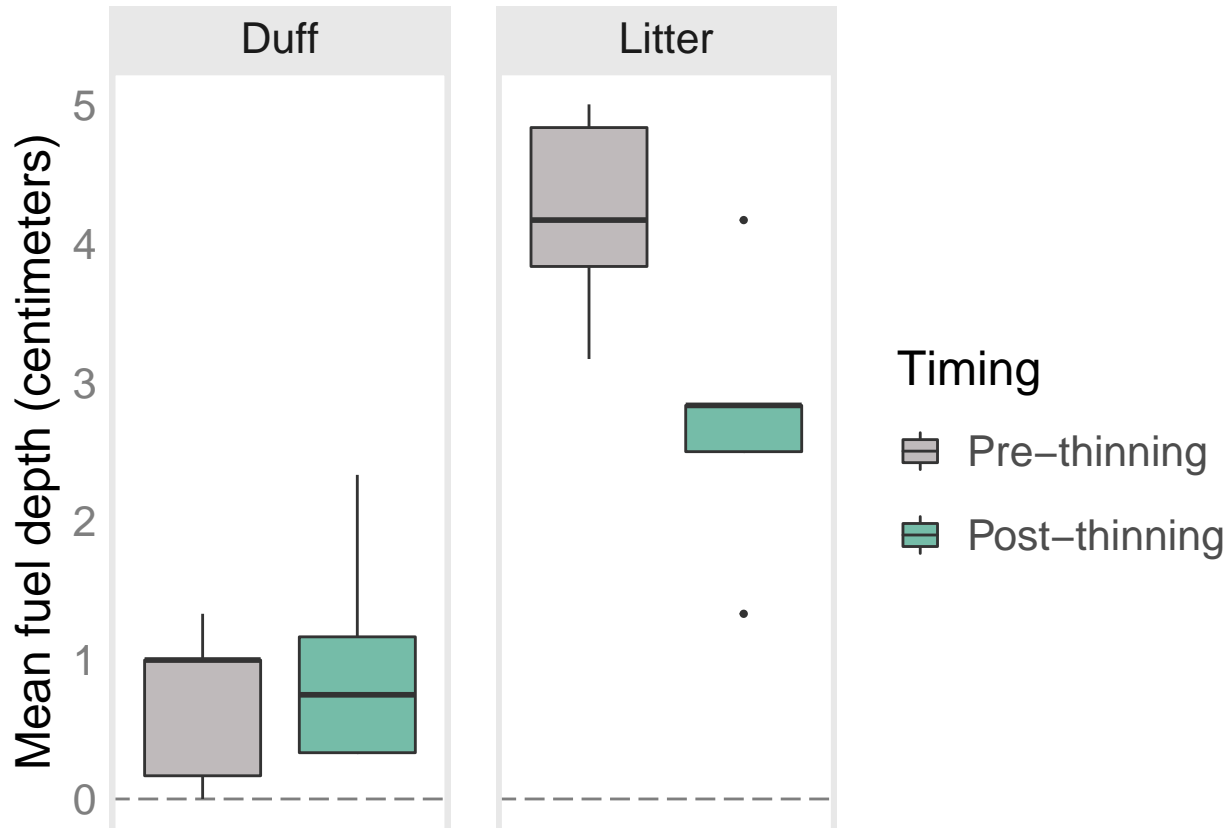 Duff
Litter
Mean fuel depth (centimeters)
5
4
3
2
1
0
Timing
Pre−thinning
Post−thinning